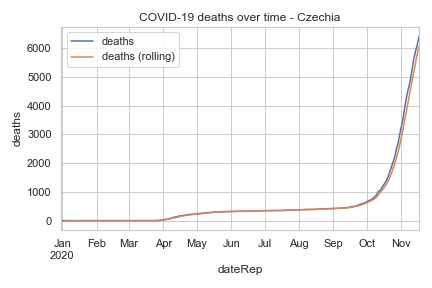 COVID-19 deaths over time - Czechia
deaths
deaths (rolling)
6000
5000
4000
3000
2000
1000
0
deaths
Jan Feb Mar Apr May Jun Jul Aug Sep Oct Nov
2020
dateRep